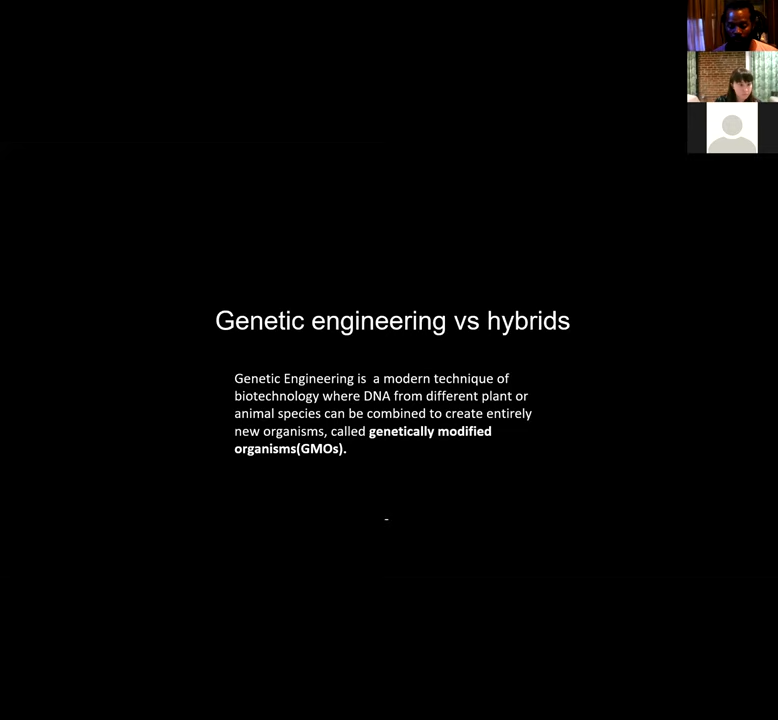 Genetic engineering vs hybrids
Genetic Engineering is a modern technique of
biotechnology where DNA from different plant or
animal species can be combined to create entirely
new organisms, called genetically modified
organisms(GMOs).
-